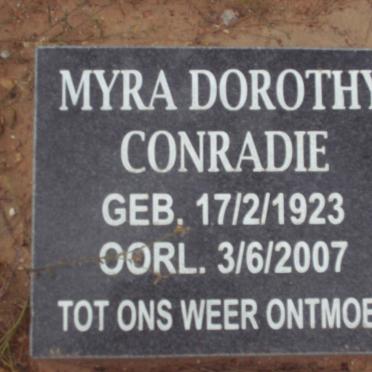 MYRA DOROTHY
CONRADIE
GEB. 17/2/1923
OORL. 3/6/2007
TOT ONS WEER ONTMOE